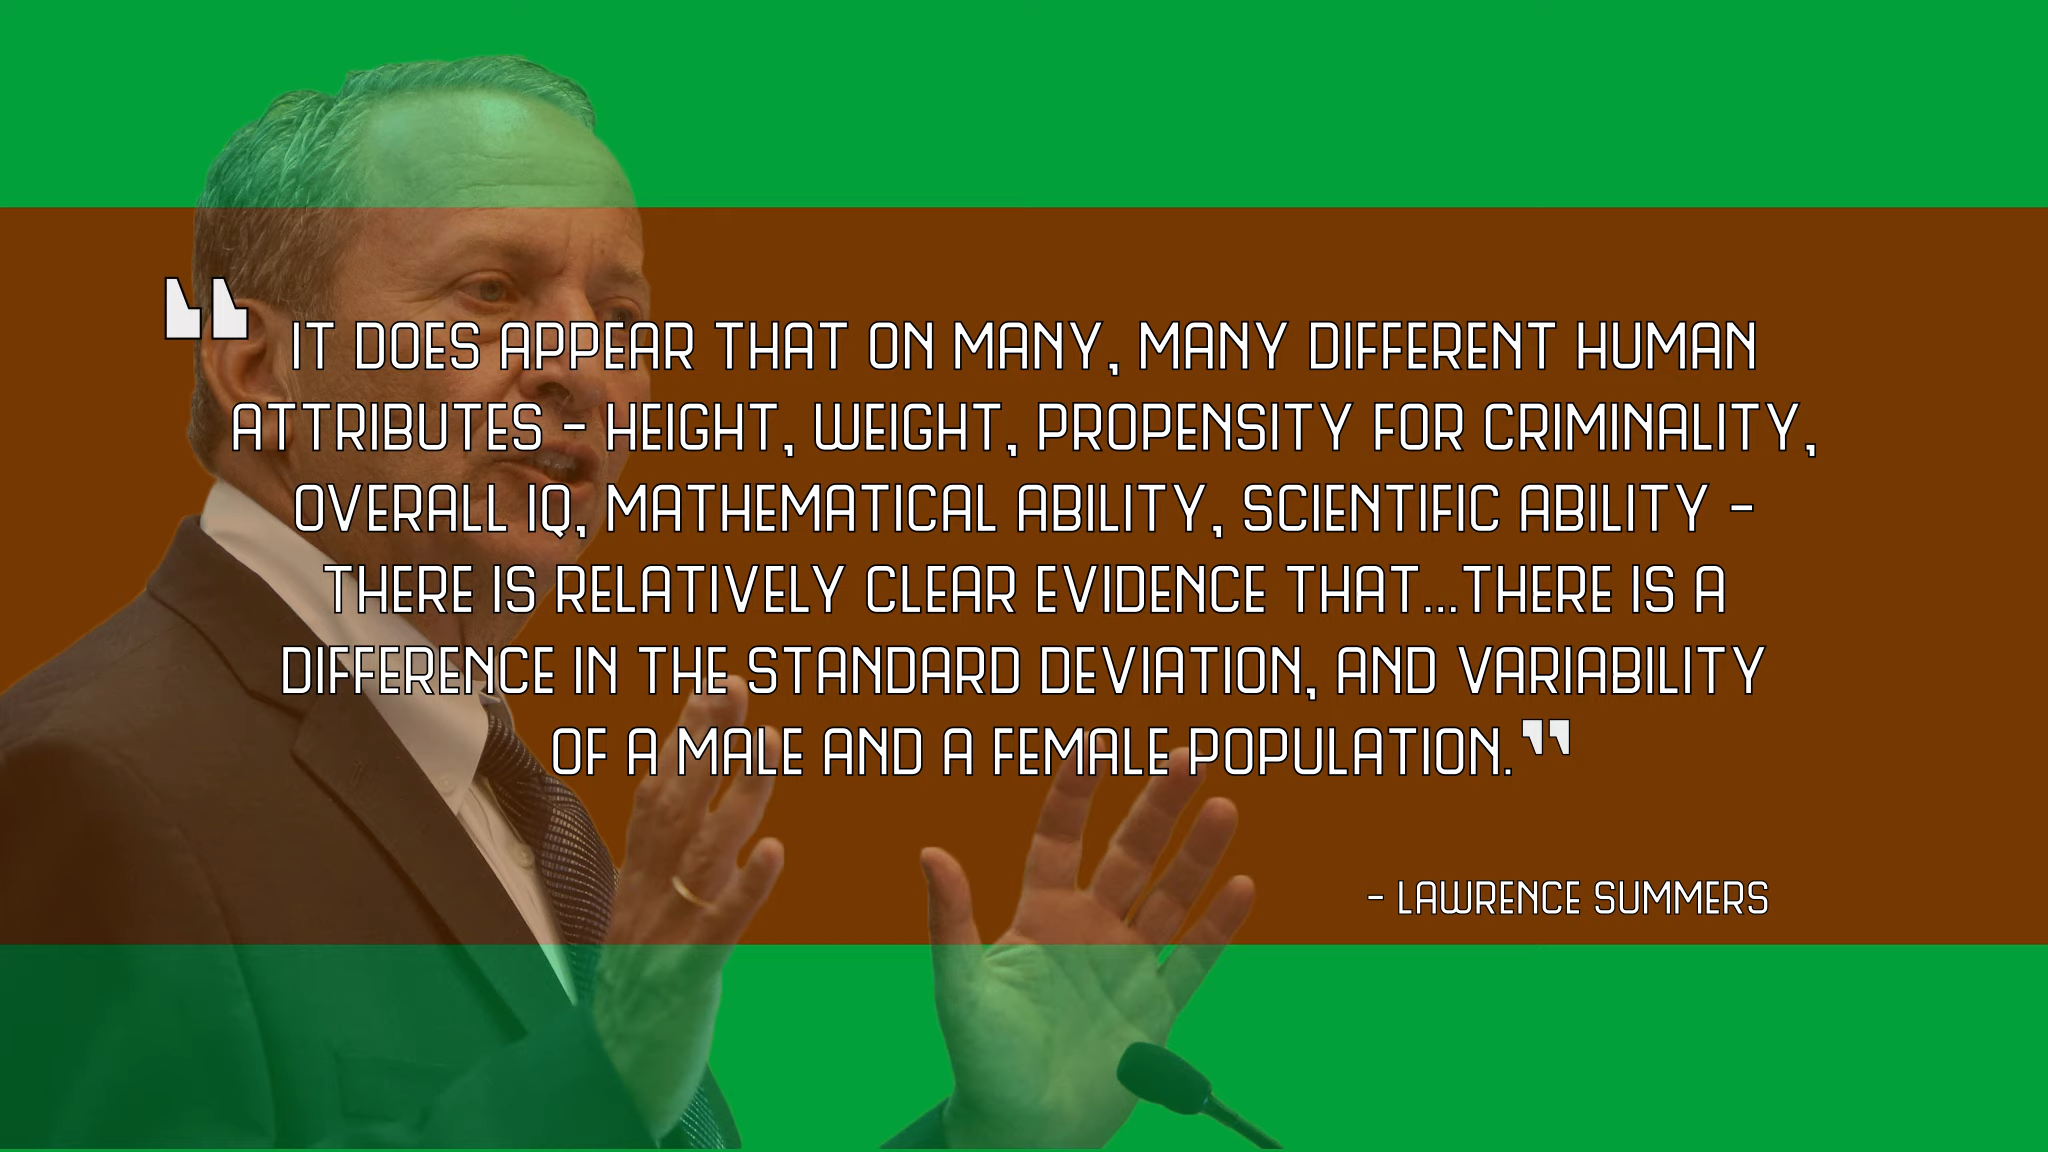 “ IT DOES APPEAR THAT ON MANY, MANY DIFFERENT HUMAN
ATTRIBUTES - HEIGHT, WEIGHT, PROPENSITY FOR CRIMINALITY,
OVERALL IQ, MATHEMATICAL ABILITY, SCIENTIFIC ABILITY -
THERE IS RELATIVELY CLEAR EVIDENCE THAT...THERE IS A
DIFFERENCE IN THE STANDARD DEVIATION, AND VARIABILITY
OF A MALE AND A FEMALE POPULATION.”
- LAWRENCE SUMMERS